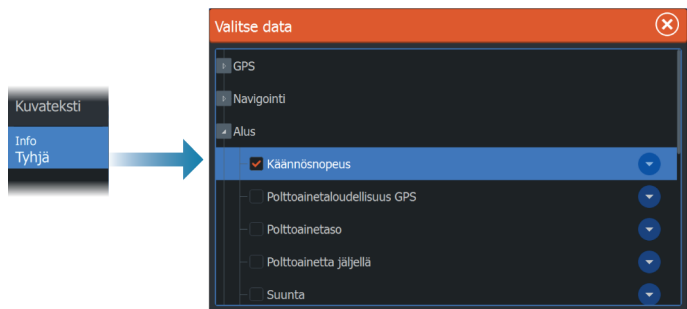 Kuvateksti
Info
Tyhjä
Valitse data
GPS
Navigointi
Alus
Käännösnopeus
Polttoainetaloudellisuus GPS
Polttoainetaso
Polttoainetta jäljellä
Suunta